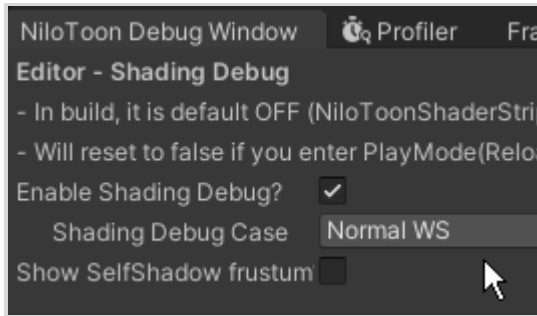 NiloToon Debug Window Profiler Fra
Editor - Shading Debug
- In build, it is default OFF (NiloToonShaderStri
- Will reset to false if you enter PlayMode(Relo
Enable Shading Debug?
Shading Debug Case Normal WS
Show SelfShadow frustum